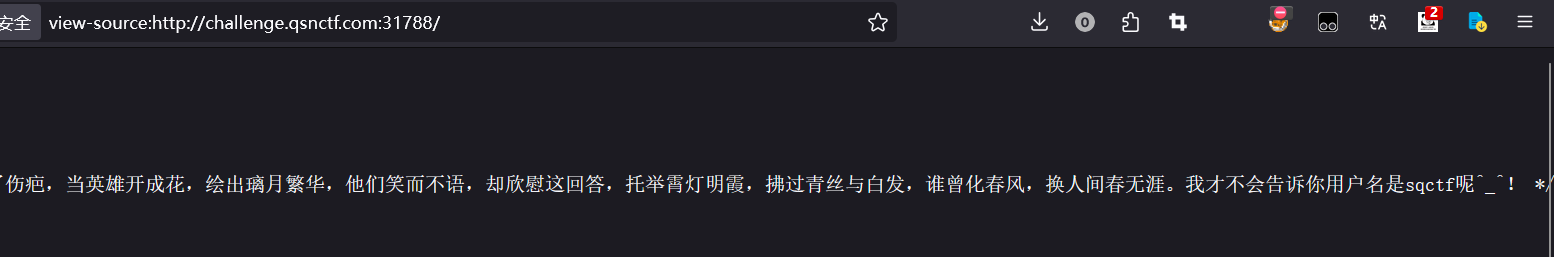 安全 view-source:http://challenge.qsnctf.com:31788/ 0 2
伤疤，当英雄开成花，绘出璃月繁华，他们笑而不语，却欣慰这回答，托举霄灯明霞，拂过青丝与白发，谁曾化春风，换人间春无涯。我才不会告诉你用户名是sqctf呢^_^！ */